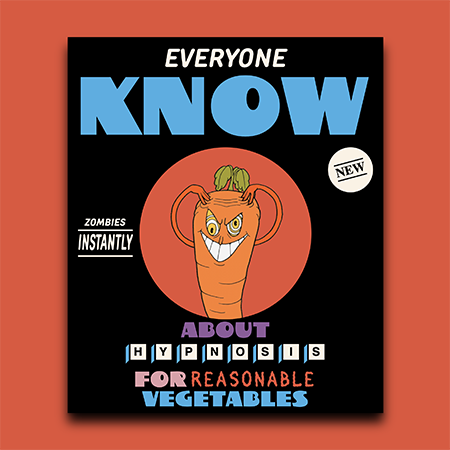 EVERYONE
KNOW
NEW
ZOMBIES
INSTANTLY
ABOUT
HYPNOSIS
FOR REASONABLE
VEGETABLES